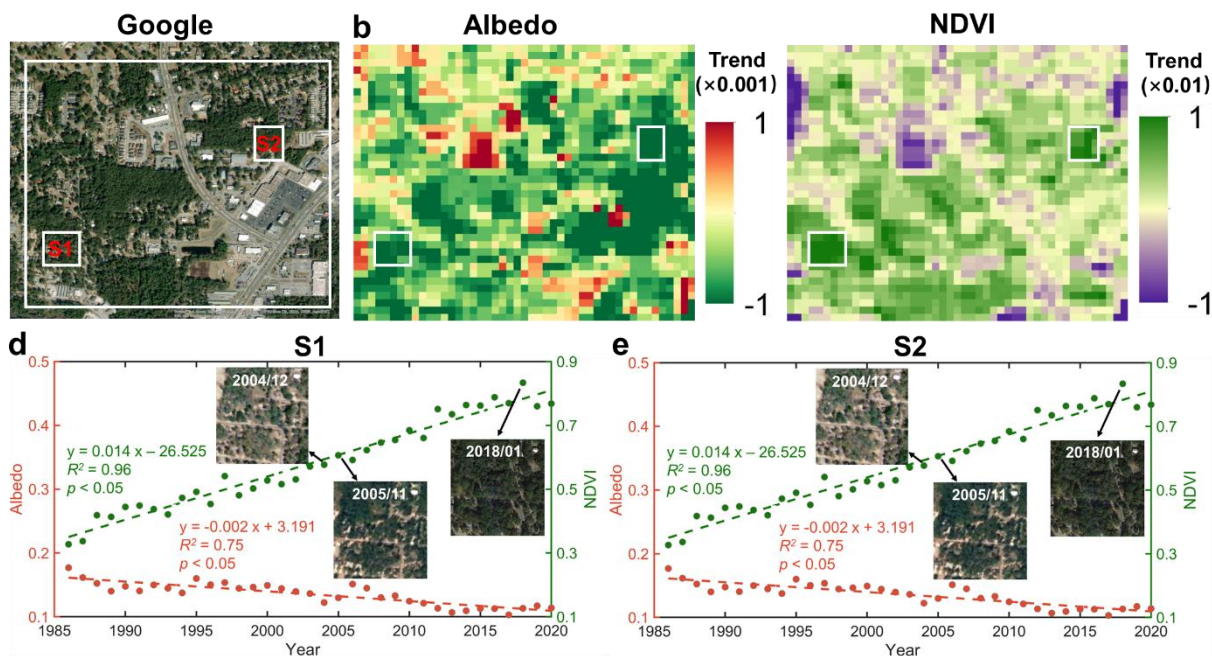 Google
b
Albedo
NDVI
Trend
(×0.001)
1
-1
Trend
(×0.01)
1
-1
S2
S1
d
S1
0.5
0.4
0.3
0.2
0.1
Albedo
0.9
0.7
0.5
0.3
0.1
NDVI
2004/12
2005/11
2018/01
y = 0.014 x – 26.525
R² = 0.96
p < 0.05
y = -0.002 x + 3.191
R² = 0.75
p < 0.05
1985 1990 1995 2000 2005 2010 2015 2020
Year
e
S2
0.5
0.4
0.3
0.2
0.1
Albedo
0.9
0.7
0.5
0.3
0.1
NDVI
2004/12
2005/11
2018/01
y = 0.014 x – 26.525
R² = 0.96
p < 0.05
y = -0.002 x + 3.191
R² = 0.75
p < 0.05
1985 1990 1995 2000 2005 2010 2015 2020
Year